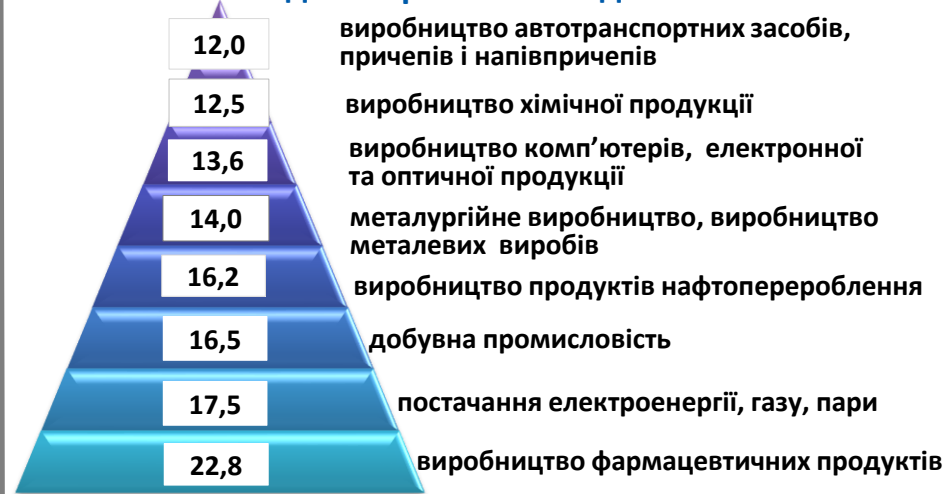 12,0
виробництво автотранспортних засобів,
причепів і напівпричепів
12,5
виробництво хімічної продукції
13,6
виробництво комп’ютерів, електронної
та оптичної продукції
14,0
металургійне виробництво, виробництво
металевих виробів
16,2
виробництво продуктів нафтоперероблення
16,5
добувна промисловість
17,5
постачання електроенергії, газу, пари
22,8
виробництво фармацевтичних продуктів